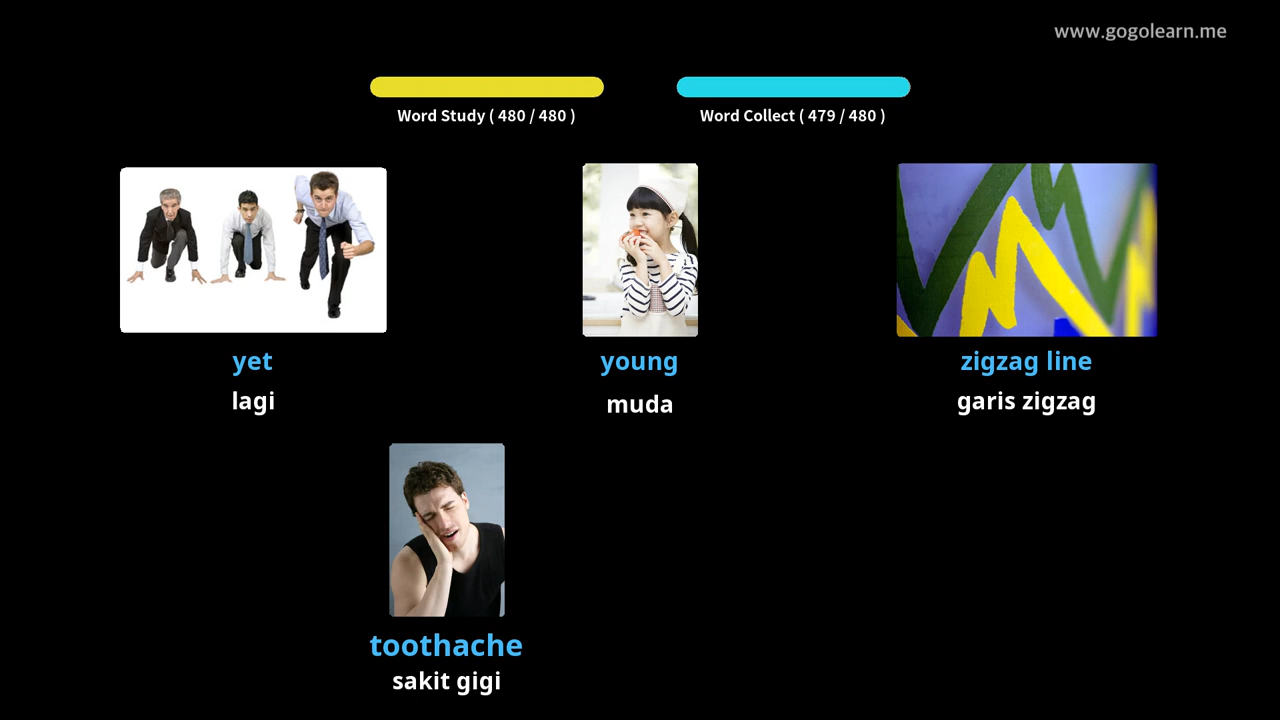 www.gogolearn.me
Word Study ( 480 / 480 )
Word Collect ( 479 / 480 )
yet
lagi
young
muda
zigzag line
garis zigzag
toothache
sakit gigi